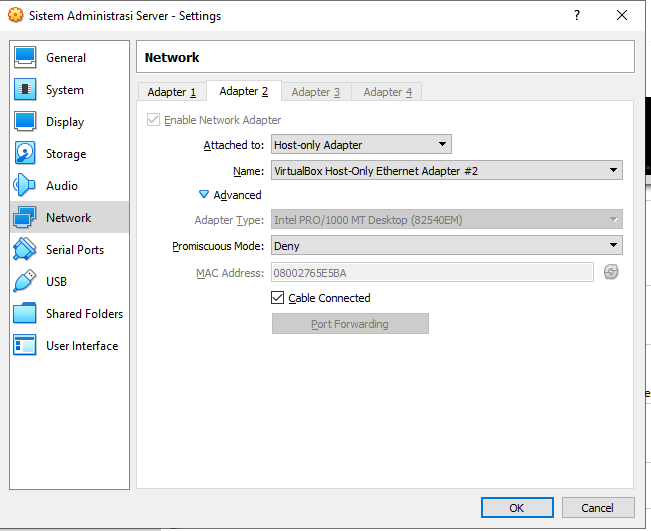 Sistem Administrasi Server - Settings
?
General
System
Display
Storage
Audio
Network
Serial Ports
USB
Shared Folders
User Interface
Network
Adapter 1
Adapter 2
Adapter 3
Adapter 4
Enable Network Adapter
Attached to: Host-only Adapter
Name: VirtualBox Host-Only Ethernet Adapter #2
Advanced
Adapter Type: Intel PRO/1000 MT Desktop (82540EM)
Promiscuous Mode: Deny
MAC Address: 08002765E5BA
Cable Connected
Port Forwarding
OK
Cancel